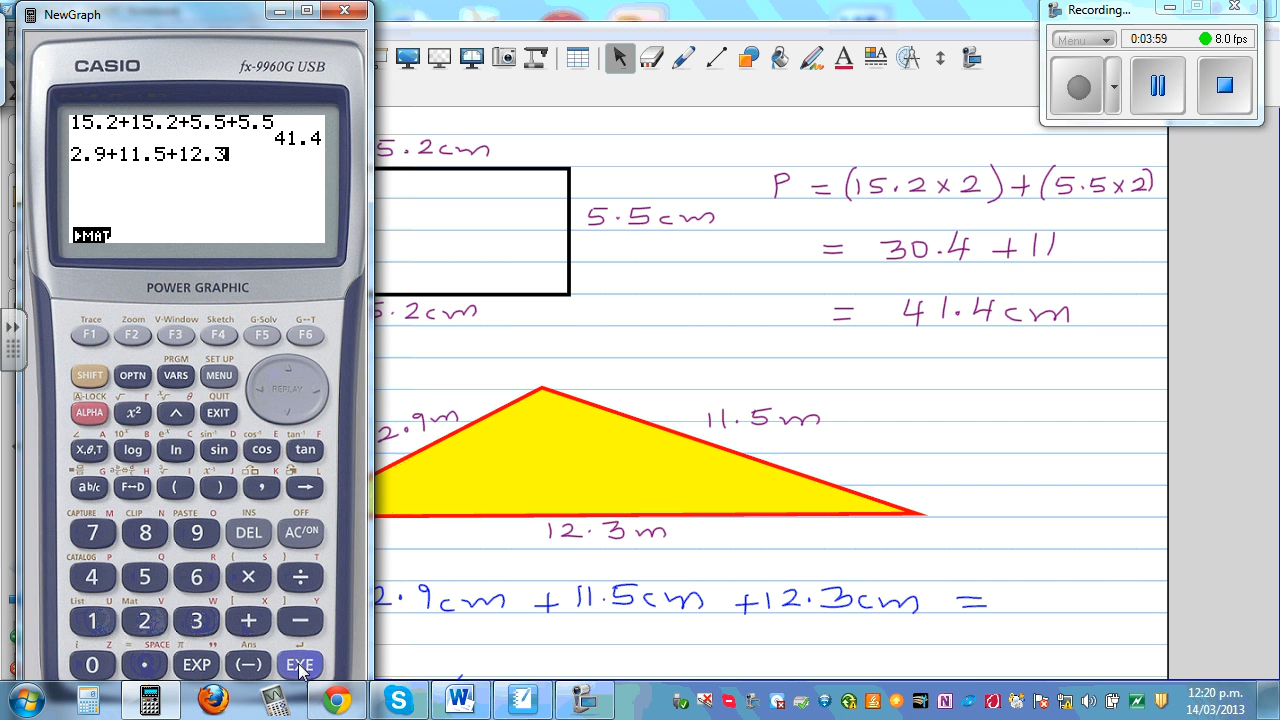 NewGraph
Recording...
Menu
0:03:59
8.0 fps
CASIO
fx-9960G USB
15.2+15.2+5.5+5.5
41.4
2.9+11.5+12.3
▶MAT
POWER GRAPHIC
Trace Zoom V-Window Sketch G-Solv G↔T
F1 F2 F3 F4 F5 F6
PRGM SET UP
SHIFT OPTN VARS MENU
REPLAY
A-LOCK QUIT
ALPHA x² ^ EXIT
X,θ,T log ln sin cos tan
a b/c F↔D ( ) , →
CAPTURE M CLIP N PASTE O INS OFF
7 8 9 DEL AC/ON
CATALOG P Q R { S } T
4 5 6 × ÷
List U Mat V W [ X ] Y
1 2 3 + −
i Z = SPACE π " Ans
0 • EXP (−) EXE
5.2cm
5.5cm
5.2cm
P = (15.2×2) + (5.5×2)
= 30.4 + 11
= 41.4cm
2.9m
11.5m
12.3m
2.9cm + 11.5cm + 12.3cm =
12:20 p.m.
14/03/2013